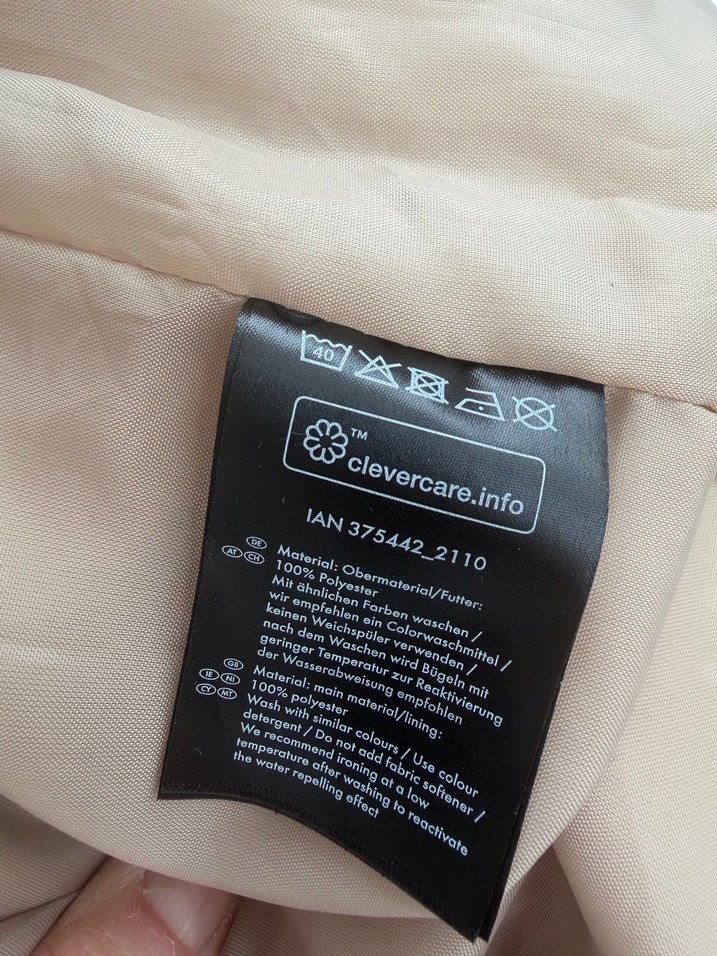 40
™
clevercare.info
IAN 375442_2110
DE
AT CH
Material: Obermaterial/Futter:
100% Polyester
Mit ähnlichen Farben waschen /
wir empfehlen ein Colorwaschmittel /
keinen Weichspüler verwenden /
nach dem Waschen wird Bügeln mit
geringer Temperatur zur Reaktivierung
der Wasserabweisung empfohlen
GB
IE NI
CY MT
Material: main material/lining:
100% polyester
Wash with similar colours / Use colour
detergent / Do not add fabric softener /
We recommend ironing at a low
temperature after washing to reactivate
the water repelling effect